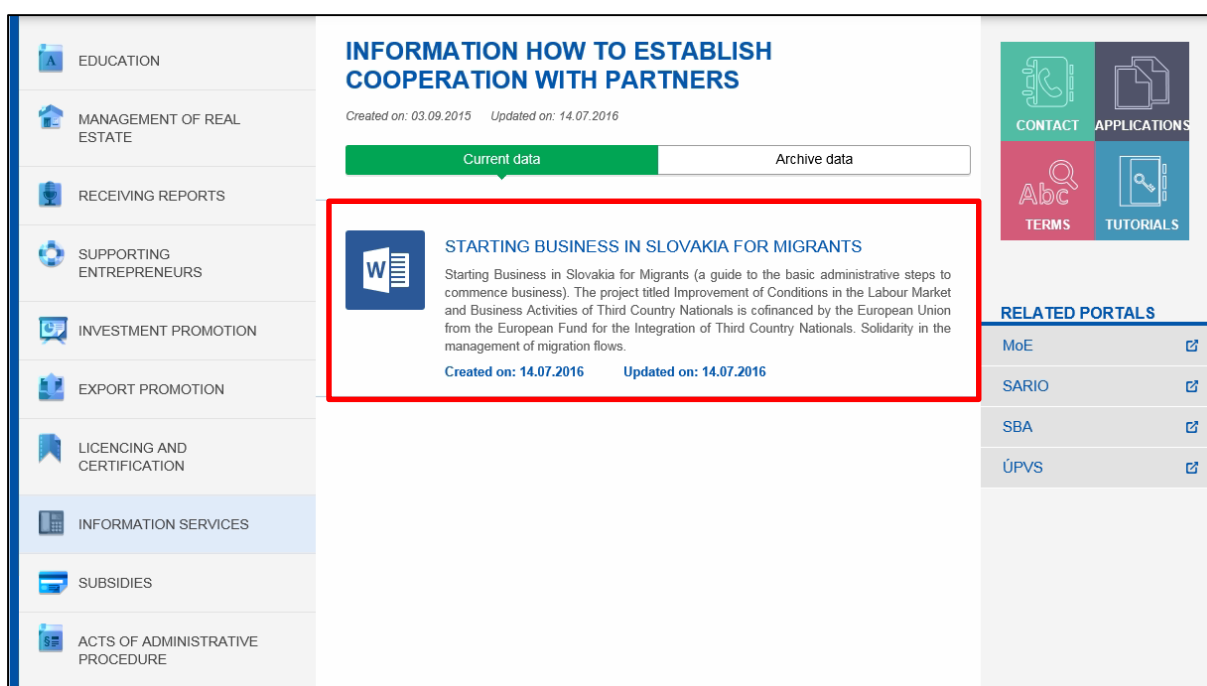 EDUCATION
MANAGEMENT OF REAL
ESTATE
RECEIVING REPORTS
SUPPORTING
ENTREPRENEURS
INVESTMENT PROMOTION
EXPORT PROMOTION
LICENCING AND
CERTIFICATION
INFORMATION SERVICES
SUBSIDIES
ACTS OF ADMINISTRATIVE
PROCEDURE
INFORMATION HOW TO ESTABLISH
COOPERATION WITH PARTNERS
Created on: 03.09.2015 Updated on: 14.07.2016
Current data Archive data
W
STARTING BUSINESS IN SLOVAKIA FOR MIGRANTS
Starting Business in Slovakia for Migrants (a guide to the basic administrative steps to
commence business). The project titled Improvement of Conditions in the Labour Market
and Business Activities of Third Country Nationals is cofinanced by the European Union
from the European Fund for the Integration of Third Country Nationals. Solidarity in the
management of migration flows.
Created on: 14.07.2016 Updated on: 14.07.2016
CONTACT APPLICATIONS
Abc
TERMS TUTORIALS
RELATED PORTALS
MoE
SARIO
SBA
ÚPVS